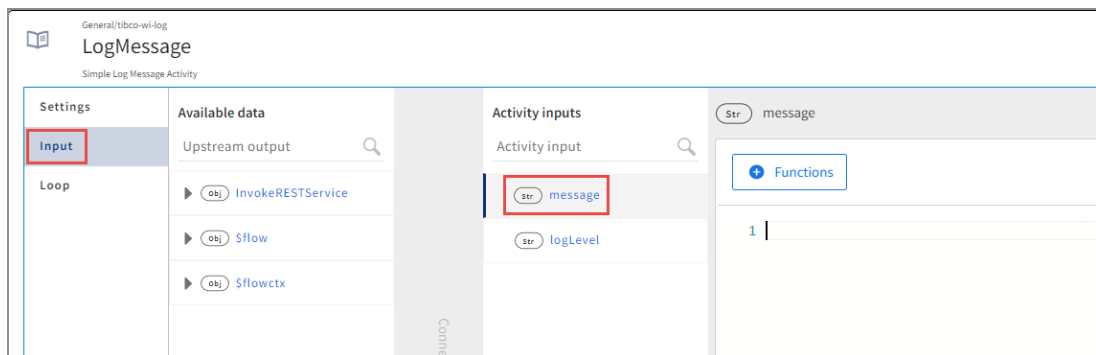 General/tibco-wi-log
LogMessage
Simple Log Message Activity
Settings
Input
Loop
Available data
Upstream output
Obj InvokeRESTService
Obj $flow
Obj $flowctx
Conne
Activity inputs
Activity input
Str message
Str logLevel
Str message
+ Functions
1